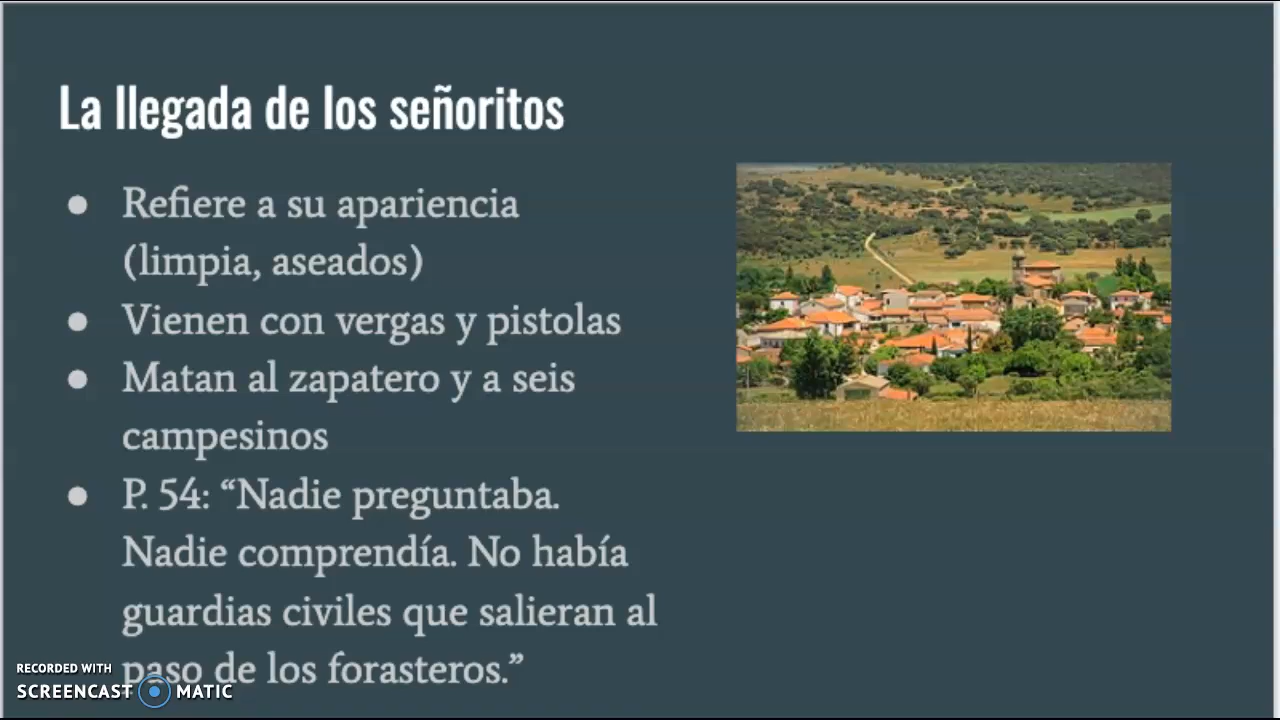 La llegada de los señoritos
● Refiere a su apariencia
(limpia, aseados)
● Vienen con vergas y pistolas
● Matan al zapatero y a seis
campesinos
● P. 54: “Nadie preguntaba.
Nadie comprendía. No había
guardias civiles que salieran al
paso de los forasteros.”
RECORDED WITH
SCREENCAST MATIC